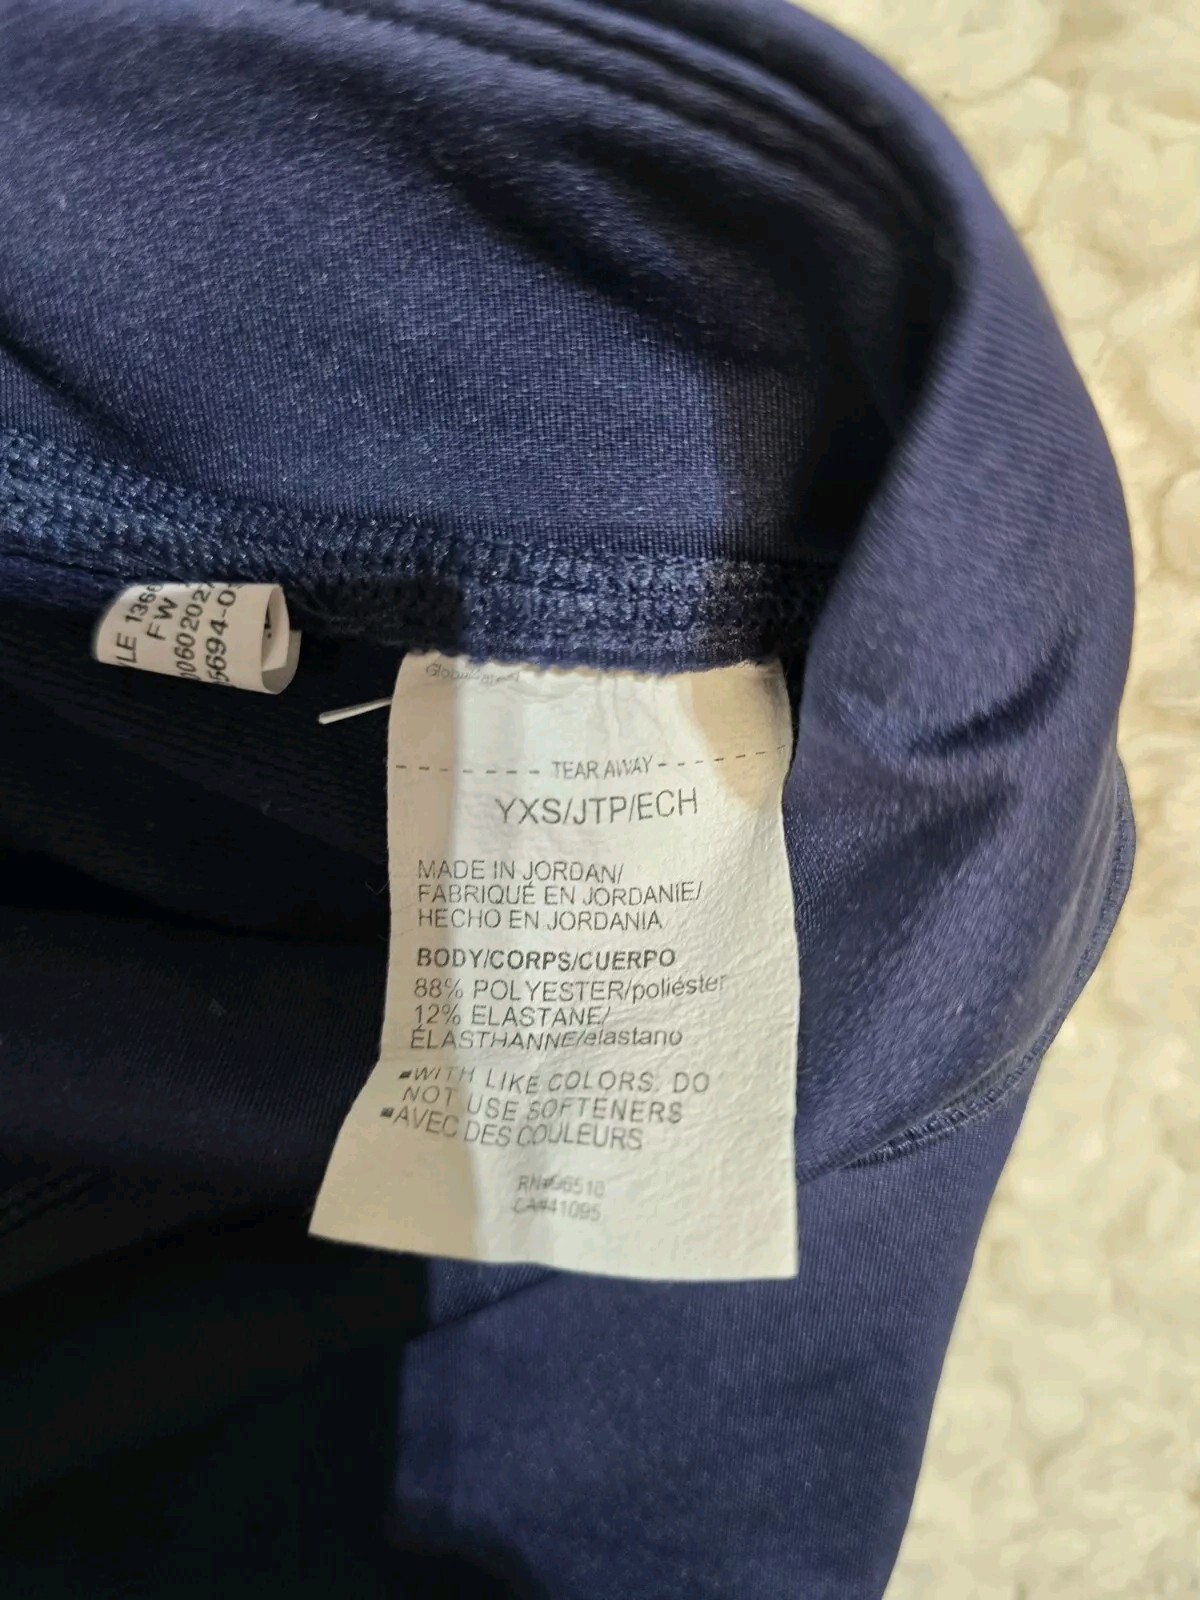 FW
- - - - - - - TEAR AWAY - - - - - -
YXS/JTP/ECH
MADE IN JORDAN/
FABRIQUÉ EN JORDANIE/
HECHO EN JORDANIA
BODY/CORPS/CUERPO
88% POLYESTER/poliéster
12% ELASTANE/
ÉLASTHANNE/elastano
WITH LIKE COLORS. DO
NOT USE SOFTENERS
AVEC DES COULEURS
RN#96510
CA#41095